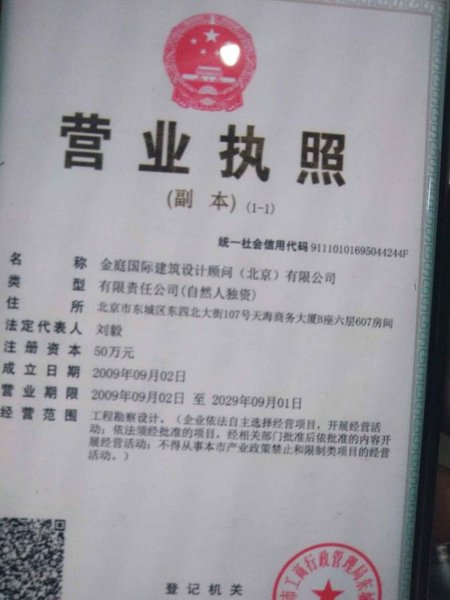 营业执照
(副 本) (1-1)
统一社会信用代码 91110101695044244F
名 称 金庭国际建筑设计顾问（北京）有限公司
类 型 有限责任公司(自然人独资)
住 所 北京市东城区东四北大街107号天海商务大厦B座六层607房间
法定代表人 刘毅
注册资本 50万元
成立日期 2009年09月02日
营业期限 2009年09月02日 至 2029年09月01日
经营范围 工程勘察设计。（企业依法自主选择经营项目，开展经营活
动；依法须经批准的项目，经相关部门批准后依批准的内容开
展经营活动；不得从事本市产业政策禁止和限制类项目的经营
活动。）
登记机关
市工商行政管理局东